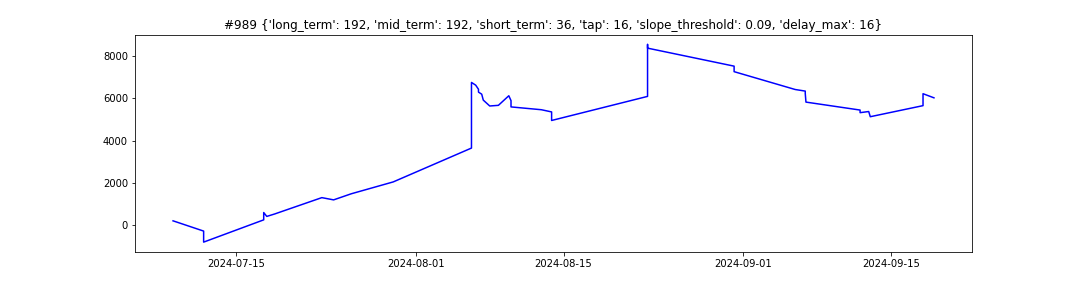 #989 {'long_term': 192, 'mid_term': 192, 'short_term': 36, 'tap': 16, 'slope_threshold': 0.09, 'delay_max': 16}
8000
6000
4000
2000
0
2024-07-15 2024-08-01 2024-08-15 2024-09-01 2024-09-15